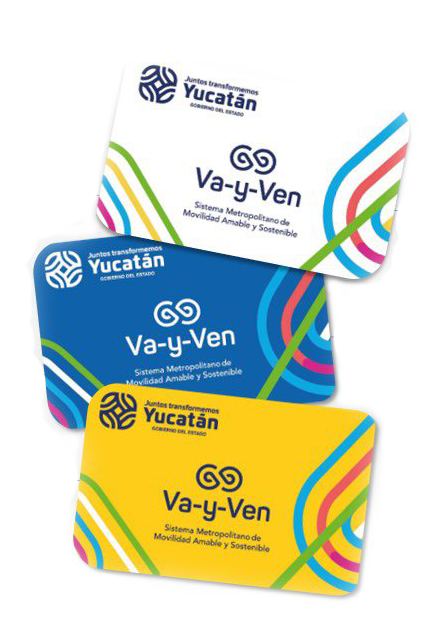 Juntos transformemos
Yucatán
GOBIERNO DEL ESTADO
Va-y-Ven
Sistema Metropolitano de
Movilidad Amable y Sostenible
Juntos transformemos
Yucatán
GOBIERNO DEL ESTADO
Va-y-Ven
Sistema Metropolitano de
Movilidad Amable y Sostenible
Juntos transformemos
Yucatán
GOBIERNO DEL ESTADO
Va-y-Ven
Sistema Metropolitano de
Movilidad Amable y Sostenible